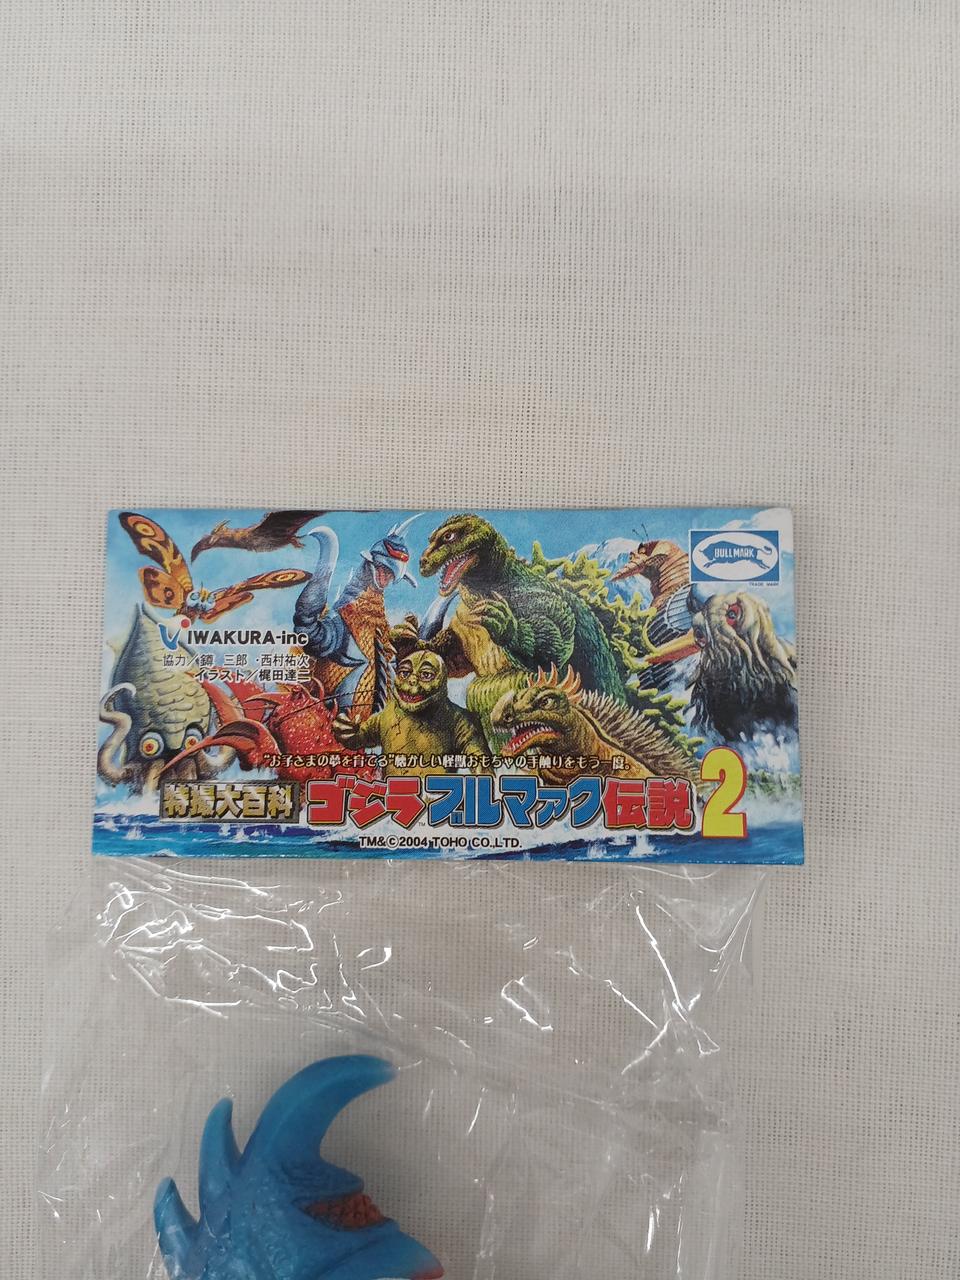 BULLMARK
TRADE MARK
IWAKURA-inc
協力／鐏 三郎・西村祐次
イラスト／梶田達二
"お子さまの夢を育てる"懐かしい怪獣おもちゃの手触りをもう一度。
特撮大百科 ゴジラブルマァク伝説2
TM&©2004 TOHO CO.,LTD.